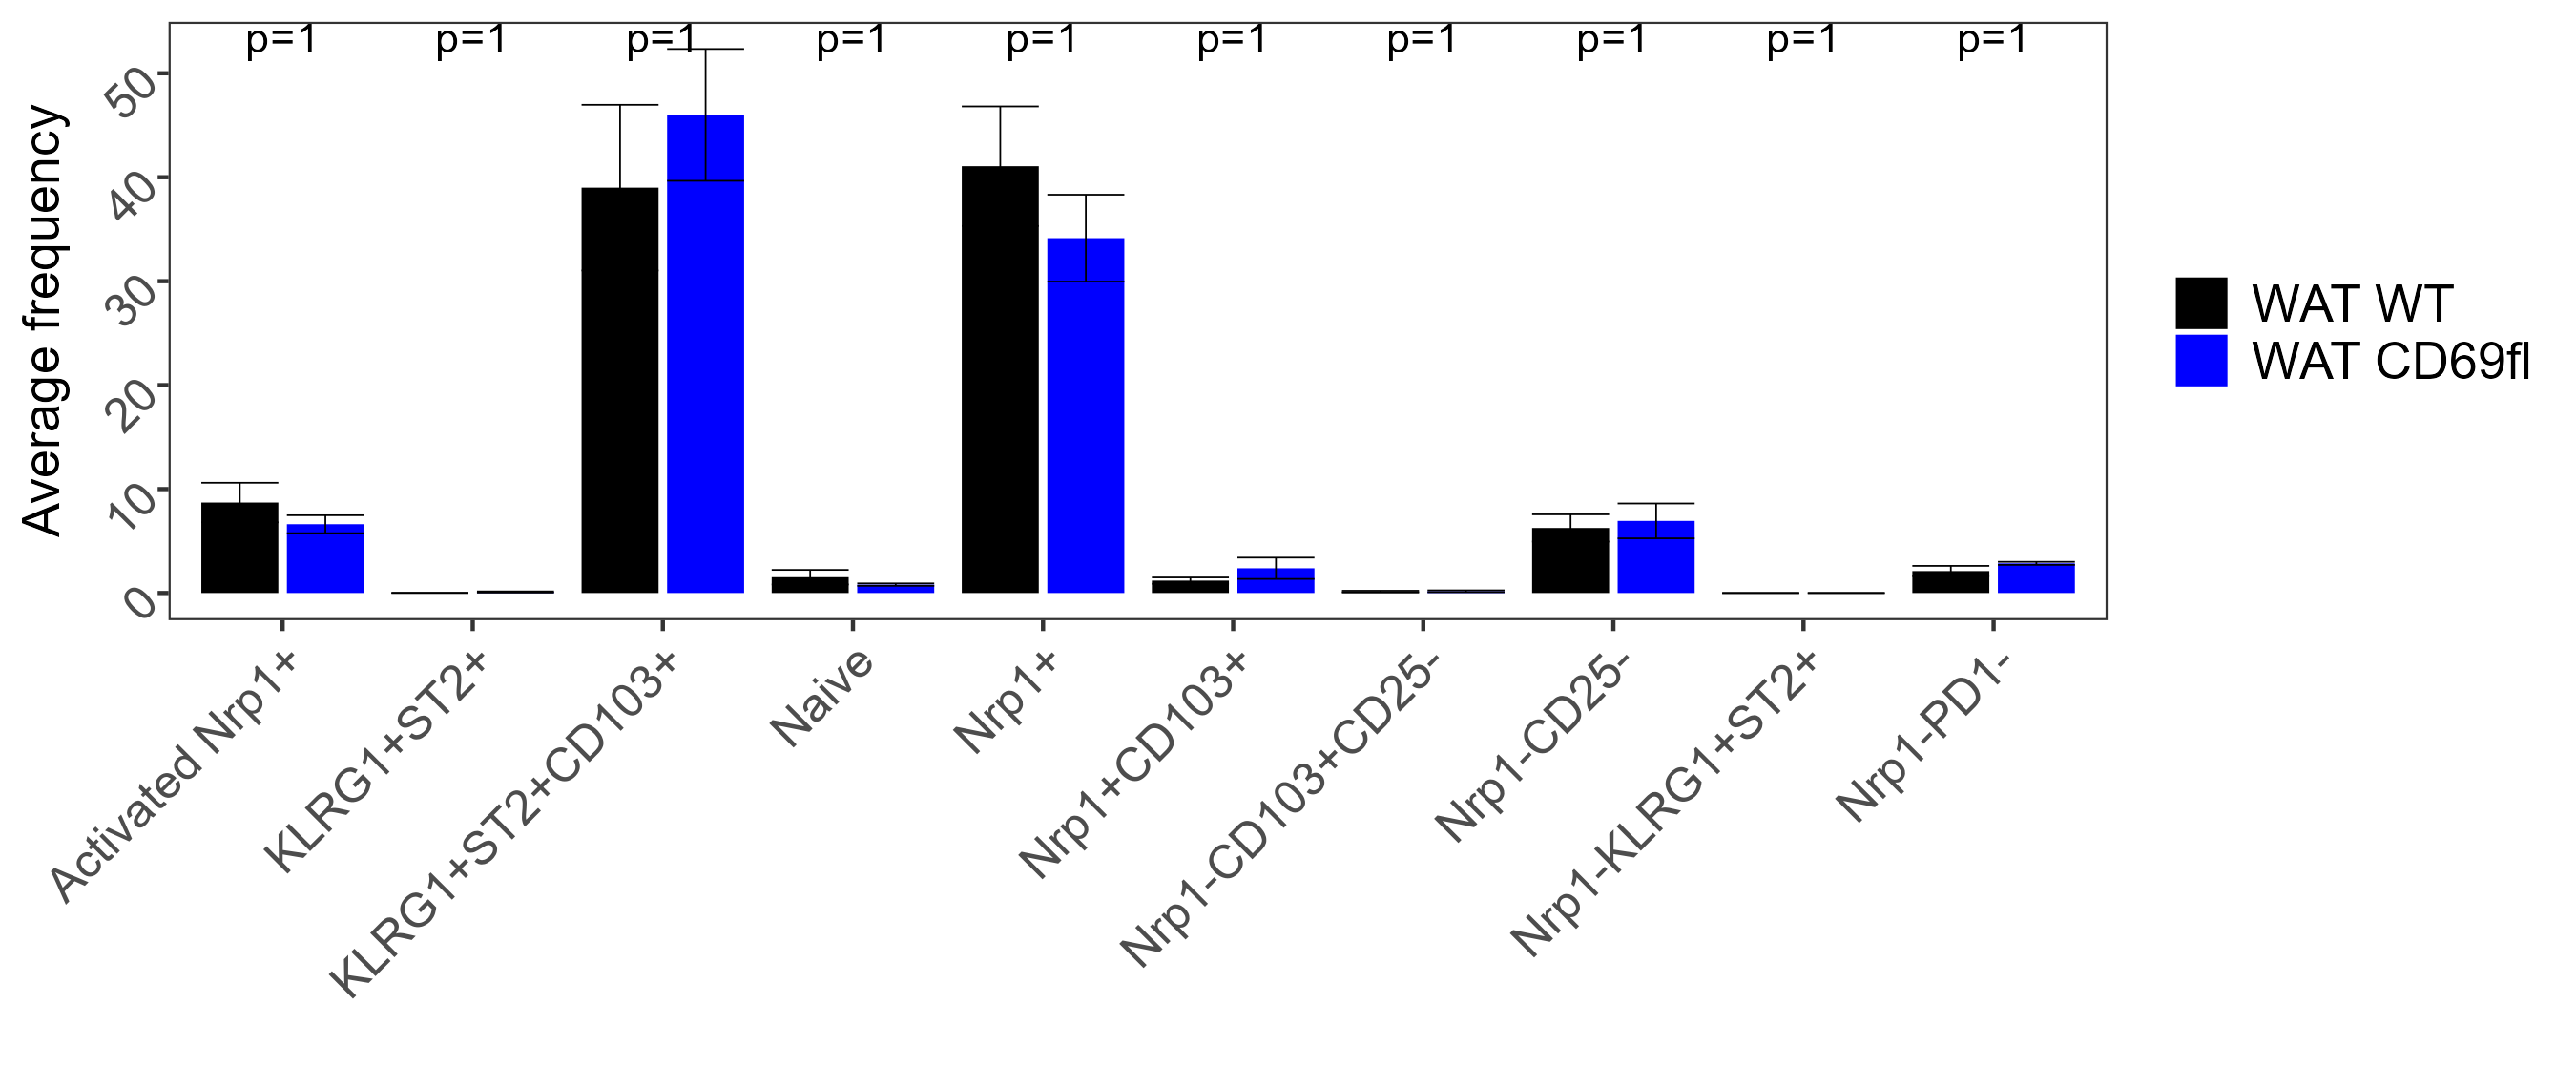 p=1 p=1 p=1 p=1 p=1 p=1 p=1 p=1 p=1 p=1
Average frequency
50
40
30
20
10
0
WAT WT
WAT CD69fl
Activated Nrp1+
KLRG1+ST2+
KLRG1+ST2+CD103+
Naive
Nrp1+
Nrp1+CD103+
Nrp1-CD103+CD25-
Nrp1-CD25-
Nrp1-KLRG1+ST2+
Nrp1-PD1-